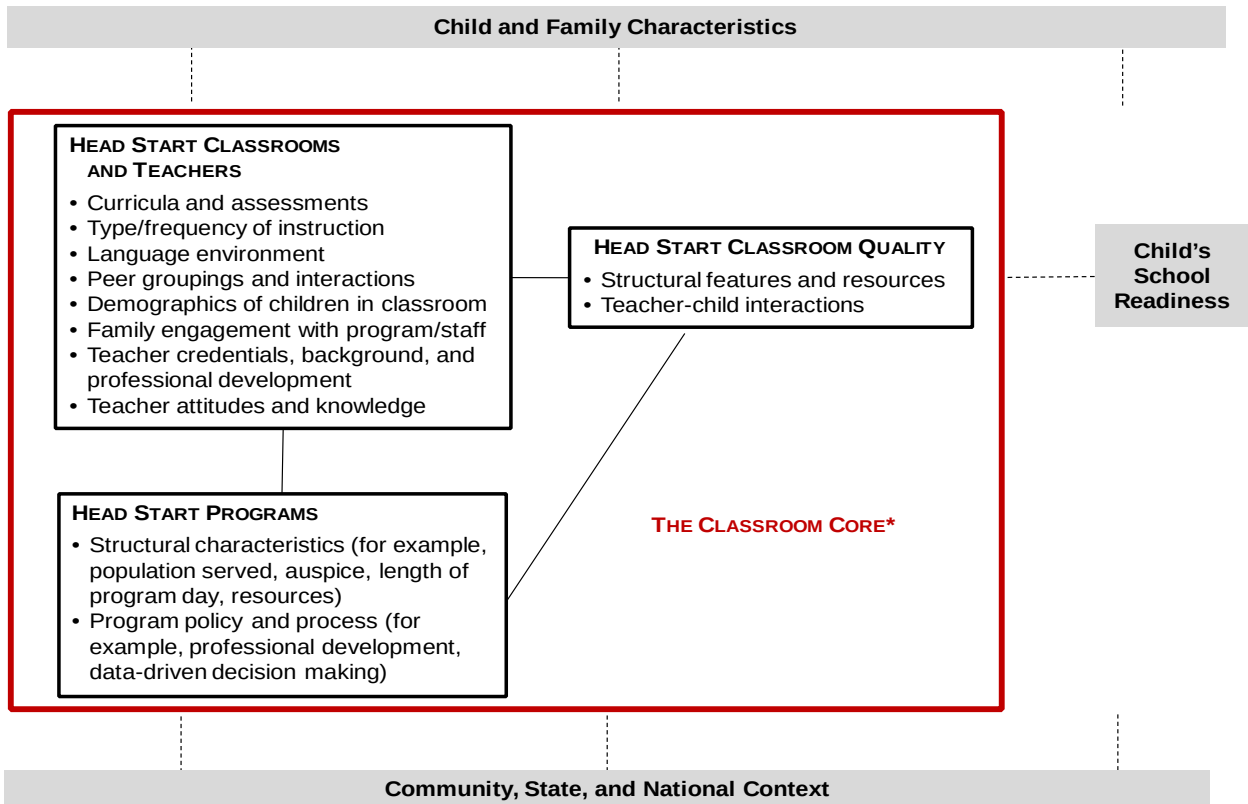 Child and Family Characteristics
HEAD START CLASSROOMS
AND TEACHERS
• Curricula and assessments
• Type/frequency of instruction
• Language environment
• Peer groupings and interactions
• Demographics of children in classroom
• Family engagement with program/staff
• Teacher credentials, background, and
professional development
• Teacher attitudes and knowledge
HEAD START CLASSROOM QUALITY
• Structural features and resources
• Teacher-child interactions
Child's
School
Readiness
HEAD START PROGRAMS
• Structural characteristics (for example,
population served, auspice, length of
program day, resources)
• Program policy and process (for
example, professional development,
data-driven decision making)
THE CLASSROOM CORE*
Community, State, and National Context